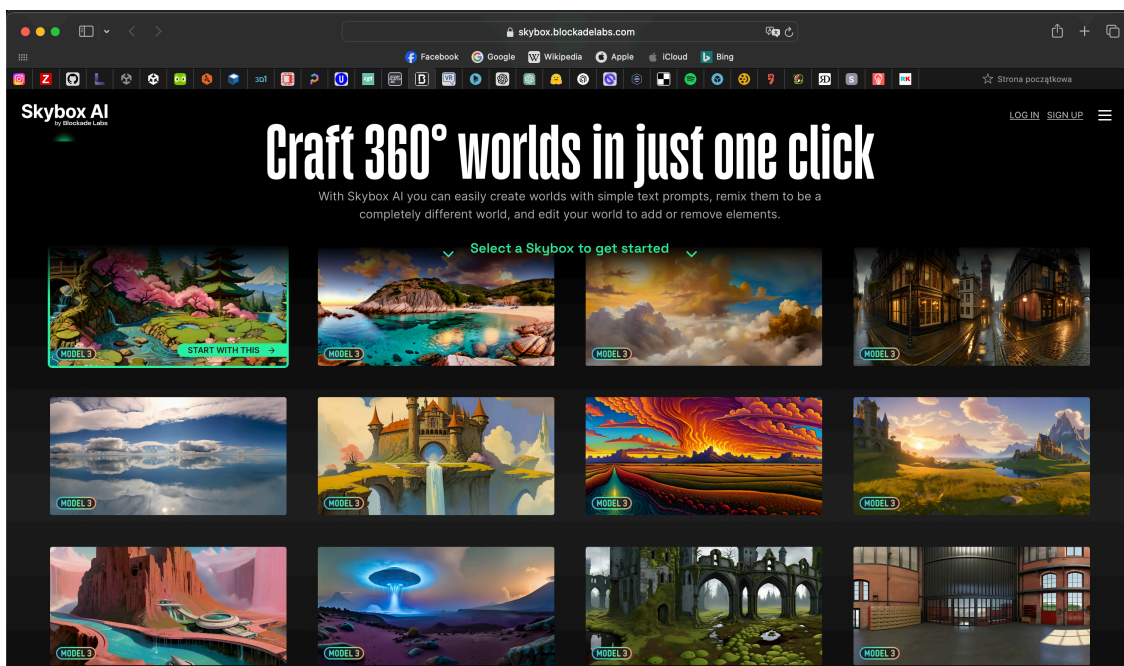 skybox.blockadelabs.com
Facebook Google Wikipedia Apple iCloud Bing
Strona początkowa
Skybox AI
by Blockade Labs
LOG IN SIGN UP
Craft 360° worlds in just one click
With Skybox AI you can easily create worlds with simple text prompts, remix them to be a
completely different world, and edit your world to add or remove elements.
Select a Skybox to get started
MODEL 3 START WITH THIS → MODEL 3 MODEL 3 MODEL 3
MODEL 3 MODEL 3 MODEL 3 MODEL 3
MODEL 3 MODEL 3 MODEL 3 MODEL 3